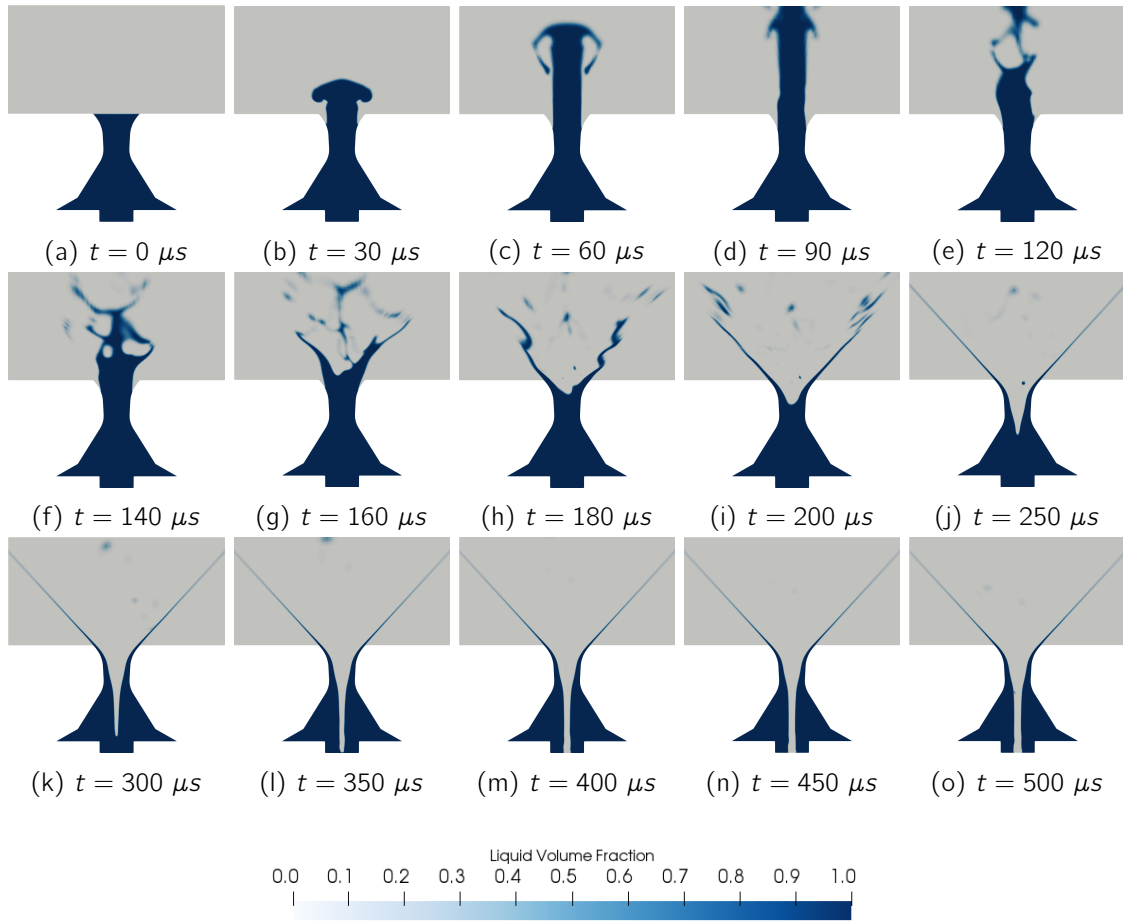 (a) t = 0 μs (b) t = 30 μs (c) t = 60 μs (d) t = 90 μs (e) t = 120 μs
(f) t = 140 μs (g) t = 160 μs (h) t = 180 μs (i) t = 200 μs (j) t = 250 μs
(k) t = 300 μs (l) t = 350 μs (m) t = 400 μs (n) t = 450 μs (o) t = 500 μs
Liquid Volume Fraction
0.0 0.1 0.2 0.3 0.4 0.5 0.6 0.7 0.8 0.9 1.0